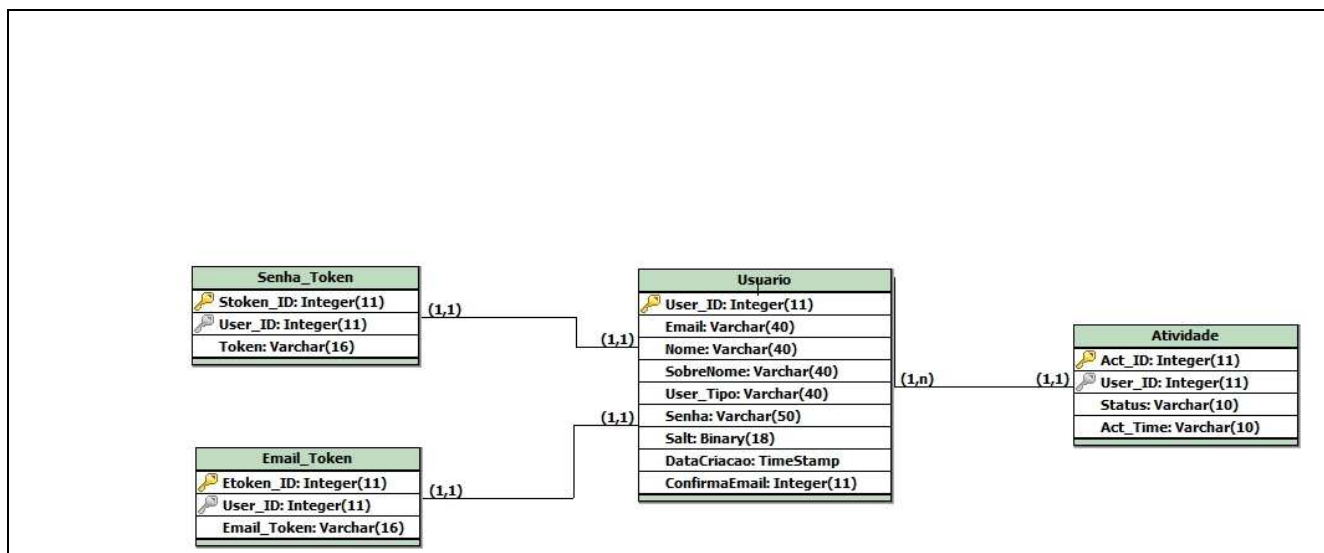 Senha_Token
Stoken_ID: Integer(11)
User_ID: Integer(11)
Token: Varchar(16)
(1,1)
(1,1)
Email_Token
Etoken_ID: Integer(11)
User_ID: Integer(11)
Email_Token: Varchar(16)
(1,1)
(1,1)
Usuario
User_ID: Integer(11)
Email: Varchar(40)
Nome: Varchar(40)
SobreNome: Varchar(40)
User_Tipo: Varchar(40)
Senha: Varchar(50)
Salt: Binary(18)
DataCriacao: TimeStamp
ConfirmaEmail: Integer(11)
(1,n)
(1,1)
Atividade
Act_ID: Integer(11)
User_ID: Integer(11)
Status: Varchar(10)
Act_Time: Varchar(10)